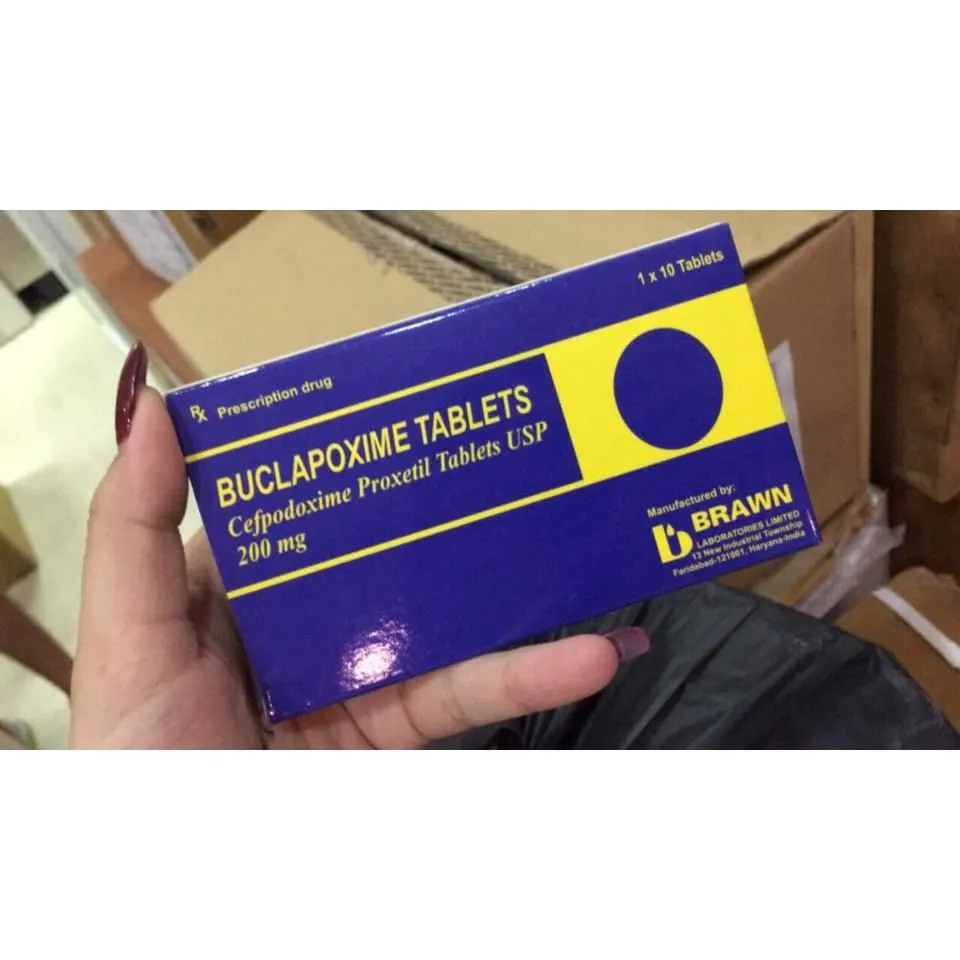 1 x 10 Tablets
Rx Prescription drug
BUCLAPOXIME TABLETS
Cefpodoxime Proxetil Tablets USP
200 mg
Manufactured by:
b BRAWN
LABORATORIES LIMITED
13 New Industrial Township
Faridabad-121001, Haryana-India